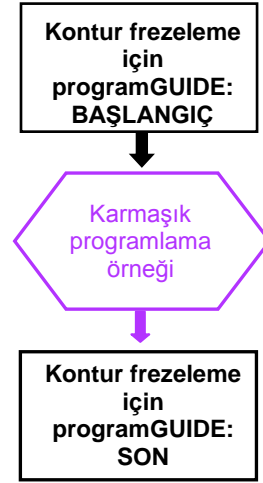 Kontur frezeleme
için
programGUIDE:
BAŞLANGIÇ
Karmaşık
programlama
örneği
Kontur frezeleme
için
programGUIDE:
SON